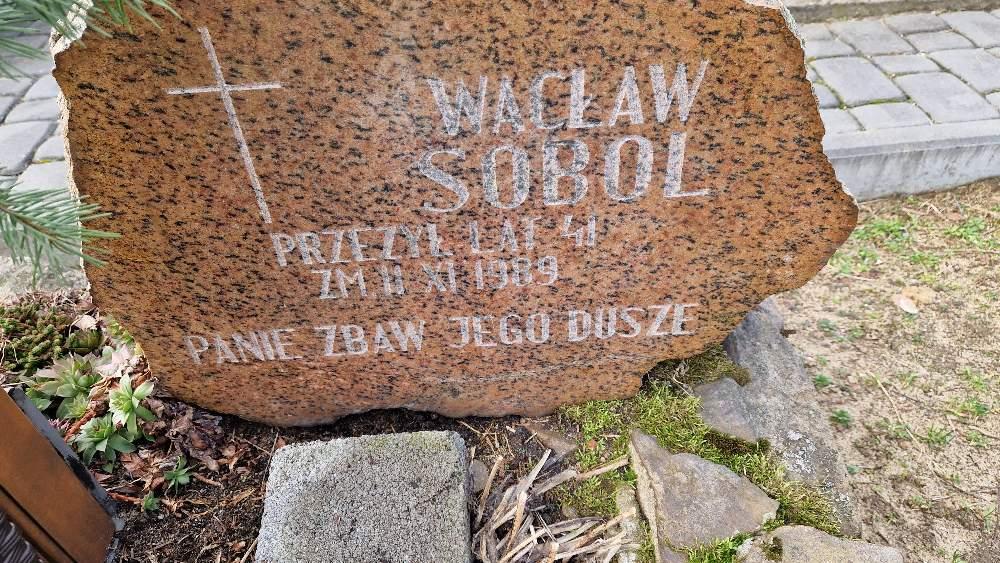 WACŁAW
SOBOL
PRZEŻYŁ LAT 41
ZM. 11 XI 1989
PANIE ZBAW JEGO DUSZE